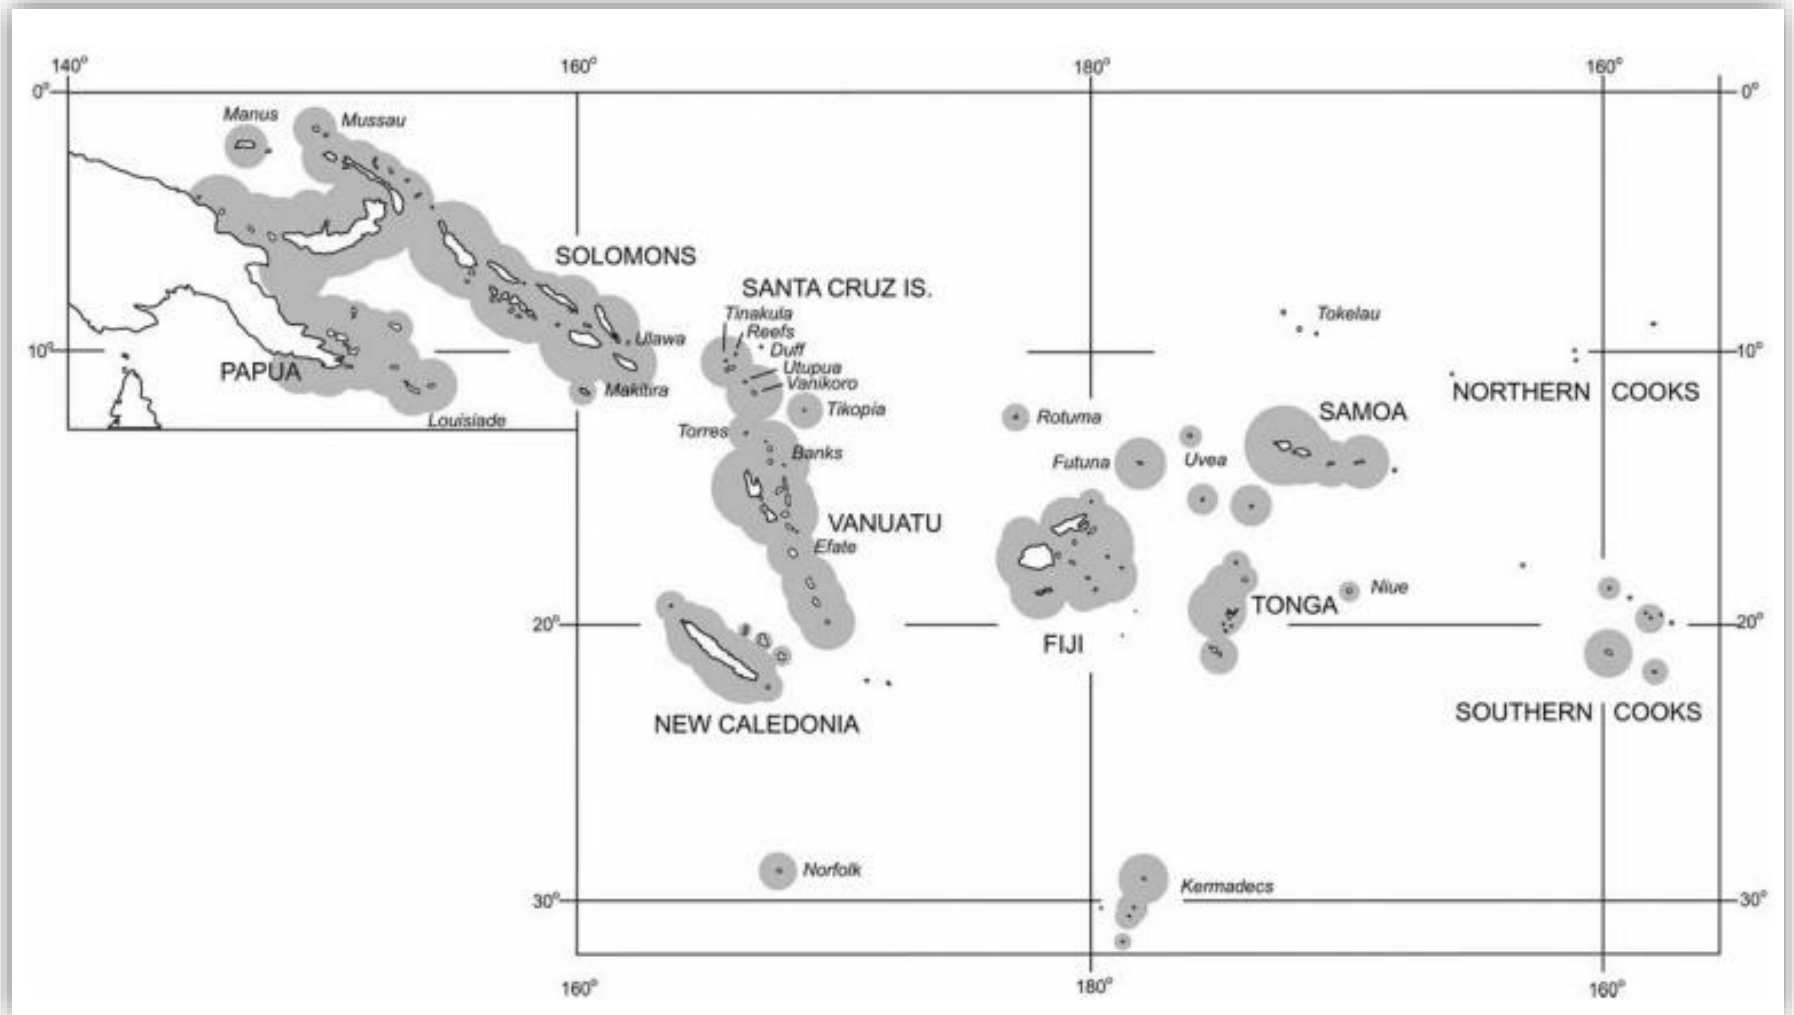 140° 160° 180° 160°
0° 0°
Manus
Mussau
SOLOMONS
SANTA CRUZ IS.
Tinakula
Reefs
Duff
Ulawa
Utupua
Vanikoro
Makitira
Tikopia
10° 10°
PAPUA
Louisiade
Tokelau
NORTHERN COOKS
SAMOA
Rotuma
Torres
Banks
Futuna
Uvea
VANUATU
Efate
Niue
TONGA
20° 20°
FIJI
NEW CALEDONIA
SOUTHERN COOKS
Norfolk
Kermadecs
30° 30°
160° 180° 160°